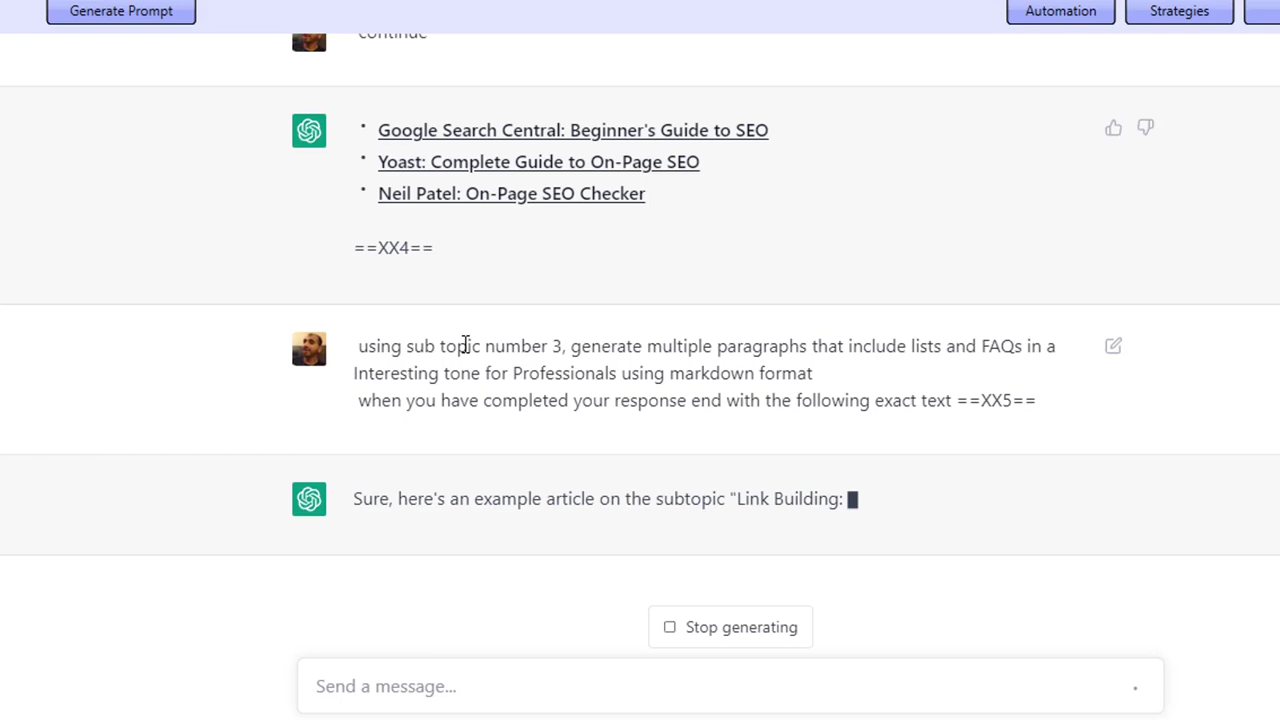 Generate Prompt
Automation
Strategies
continue
• Google Search Central: Beginner's Guide to SEO
• Yoast: Complete Guide to On-Page SEO
• Neil Patel: On-Page SEO Checker
==XX4==
using sub topic number 3, generate multiple paragraphs that include lists and FAQs in a
Interesting tone for Professionals using markdown format
when you have completed your response end with the following exact text ==XX5==
Sure, here's an example article on the subtopic "Link Building:
Stop generating
Send a message...